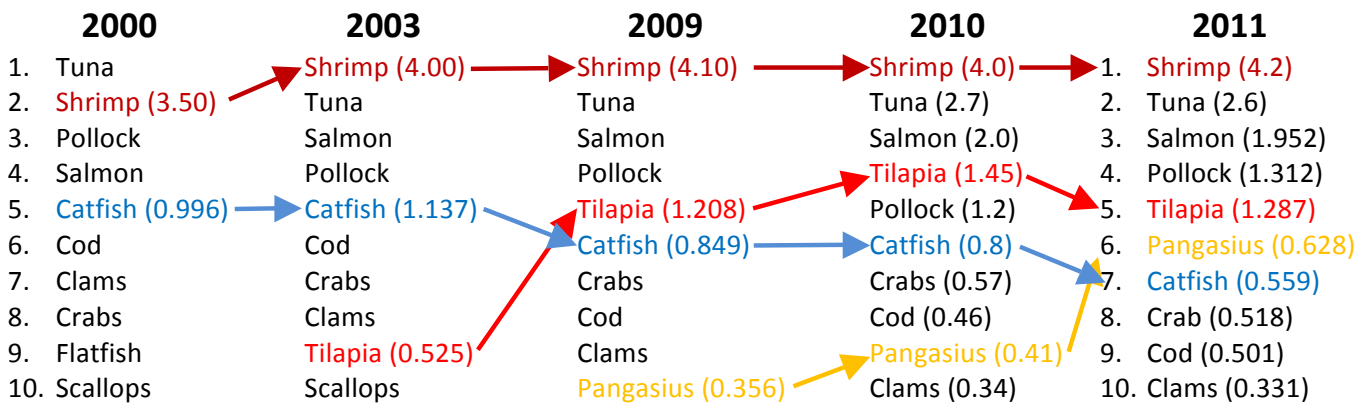 2000 2003 2009 2010 2011
1. Tuna Shrimp (4.00) Shrimp (4.10) Shrimp (4.0) 1. Shrimp (4.2)
2. Shrimp (3.50) Tuna Tuna Tuna (2.7) 2. Tuna (2.6)
3. Pollock Salmon Salmon Salmon (2.0) 3. Salmon (1.952)
4. Salmon Pollock Pollock Tilapia (1.45) 4. Pollock (1.312)
5. Catfish (0.996) Catfish (1.137) Tilapia (1.208) Pollock (1.2) 5. Tilapia (1.287)
6. Cod Cod Catfish (0.849) Catfish (0.8) 6. Pangasius (0.628)
7. Clams Crabs Crabs Crabs (0.57) 7. Catfish (0.559)
8. Crabs Clams Cod Cod (0.46) 8. Crab (0.518)
9. Flatfish Tilapia (0.525) Clams Pangasius (0.41) 9. Cod (0.501)
10. Scallops Scallops Pangasius (0.356) Clams (0.34) 10. Clams (0.331)